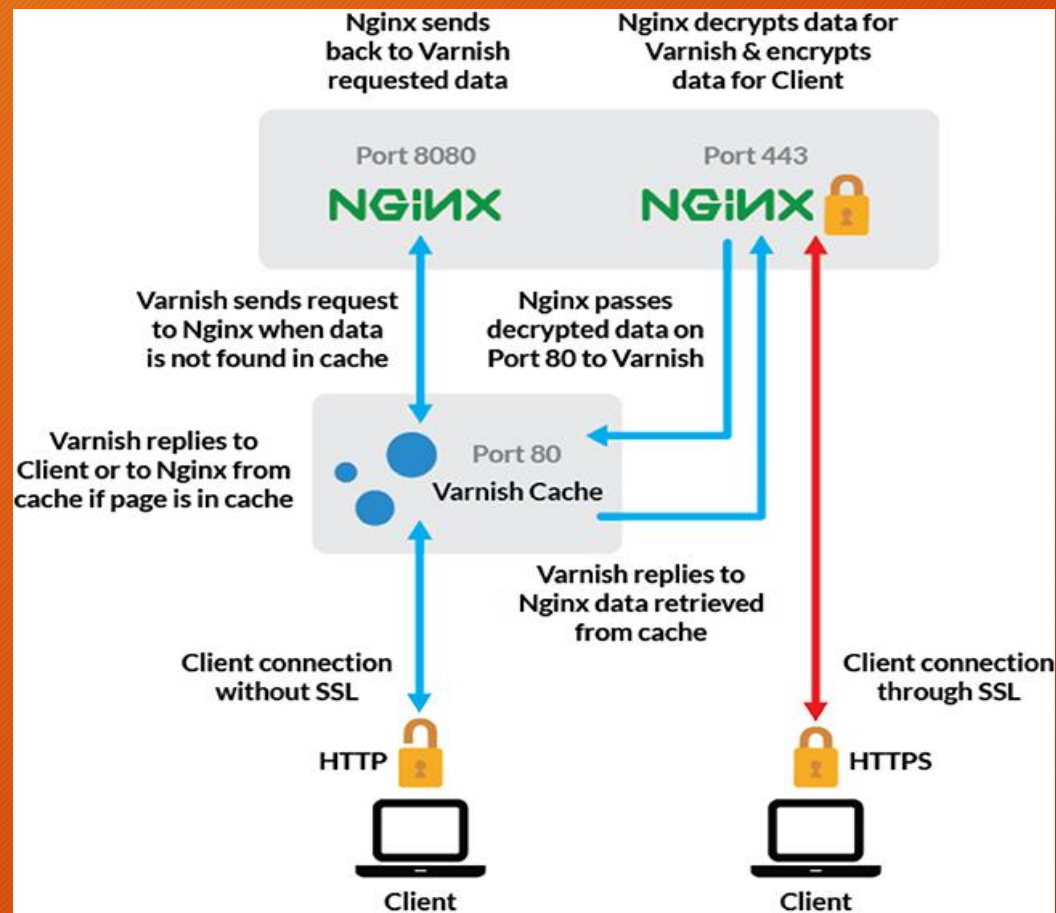 Nginx sends
back to Varnish
requested data
Nginx decrypts data for
Varnish & encrypts
data for Client
Port 8080
NGiNX
Port 443
NGiNX
Varnish sends request
to Nginx when data
is not found in cache
Nginx passes
decrypted data on
Port 80 to Varnish
Varnish replies to
Client or to Nginx from
cache if page is in cache
Port 80
Varnish Cache
Varnish replies to
Nginx data retrieved
from cache
Client connection
without SSL
Client connection
through SSL
HTTP
HTTPS
Client
Client